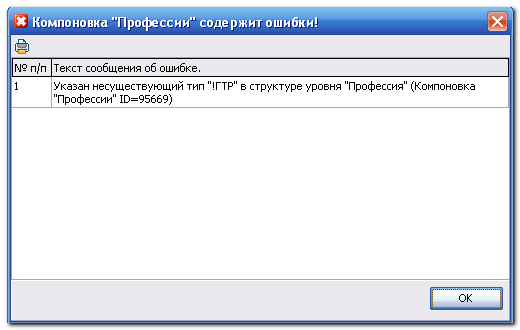 Компоновка "Профессии" содержит ошибки!
№ п/п Текст сообщения об ошибке.
1 Указан несуществующий тип "!ГТР" в структуре уровня "Профессия" (Компоновка
"Профессии" ID=95669)
OK